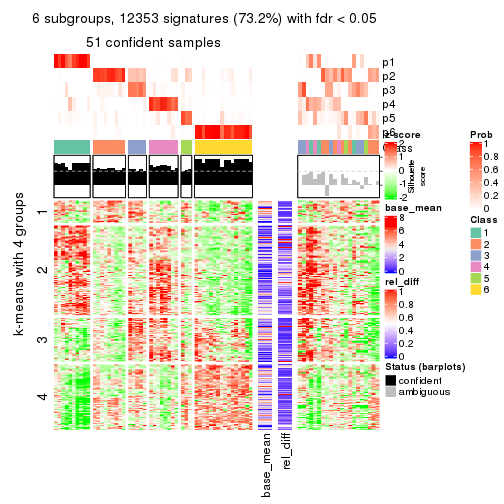 6 subgroups, 12353 signatures (73.2%) with fdr < 0.05
51 confident samples
p1
p2
p3
p4
p5
p6
Class
z-score
2
1
0
-1
-2
Silhouette
score
k-means with 4 groups
1
2
3
4
base_mean
8
6
4
2
0
rel_diff
1
0.8
0.6
0.4
0.2
0
Status (barplots)
confident
ambiguous
Prob
1
0.8
0.6
0.4
0.2
0
Class
1
2
3
4
5
6
base_mean
rel_diff